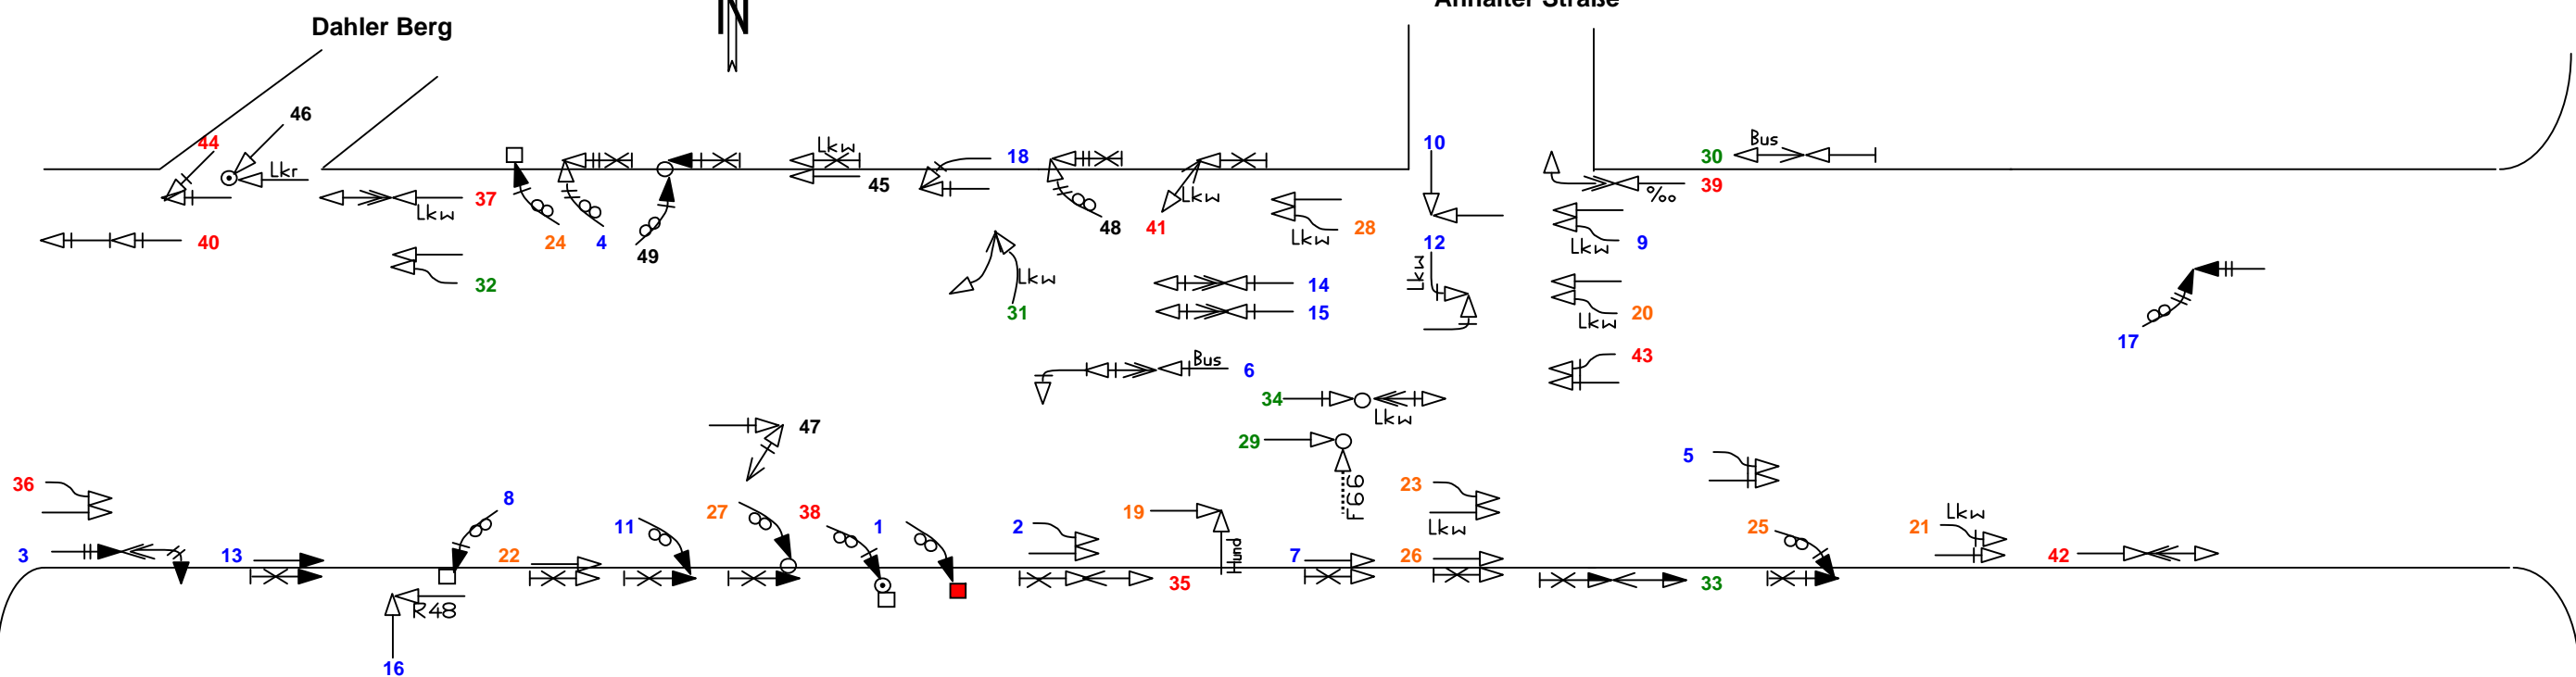 Anhalter Straße
Dahler Berg
N
46
44
Lkr
Lkw
18
45
10
30
Bus
39
‰
37
Lkw
40
24
4
49
48
41
Lkw
28
Lkw
12
Lkw
9
Lkw
32
31
Lkw
14
15
20
Lkw
17
43
6
Bus
34
Lkw
47
29
F66
5
36
8
11
27
38
1
2
19
Hund
23
Lkw
25
21
Lkw
3
13
22
7
26
42
35
33
R48
16